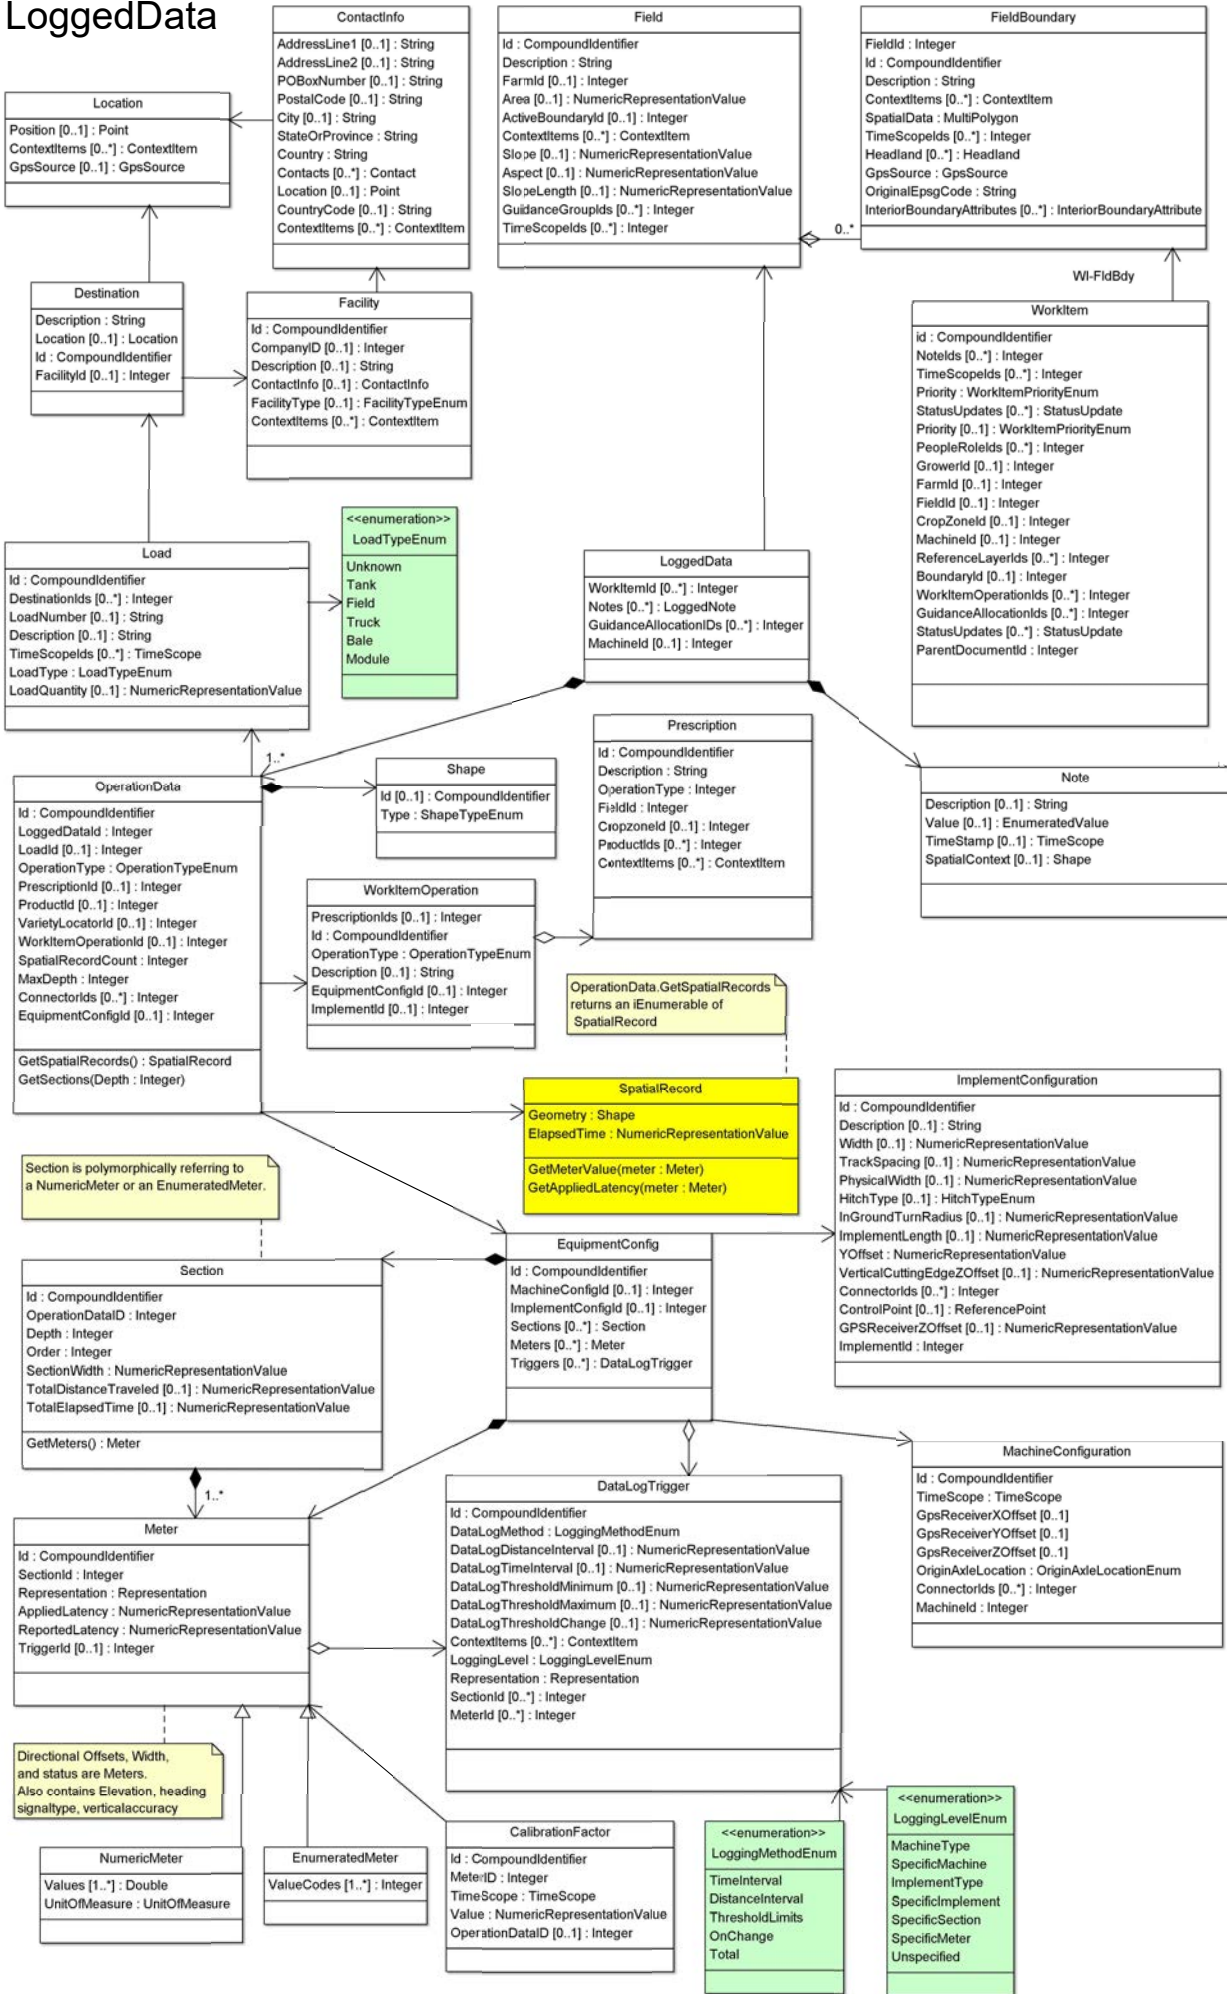 LoggedData
ContactInfo
AddressLine1 [0..1] : String
AddressLine2 [0..1] : String
POBoxNumber [0..1] : String
PostalCode [0..1] : String
City [0..1] : String
StateOrProvince : String
Country : String
Contacts [0..*] : Contact
Location [0..1] : Point
CountryCode [0..1] : String
ContextItems [0..*] : ContextItem
Field
Id : CompoundIdentifier
Description : String
FarmId [0..1] : Integer
Area [0..1] : NumericRepresentationValue
ActiveBoundaryId [0..1] : Integer
ContextItems [0..*] : ContextItem
Slope [0..1] : NumericRepresentationValue
Aspect [0..1] : NumericRepresentationValue
SlopeLength [0..1] : NumericRepresentationValue
GuidanceGroupIds [0..*] : Integer
TimeScopeIds [0..*] : Integer
FieldBoundary
FieldId : Integer
Id : CompoundIdentifier
Description : String
ContextItems [0..*] : ContextItem
SpatialData : MultiPolygon
TimeScopeIds [0..*] : Integer
Headland [0..*] : Headland
GpsSource : GpsSource
OriginalEpsgCode : String
InteriorBoundaryAttributes [0..*] : InteriorBoundaryAttribute
0..*
Location
Position [0..1] : Point
ContextItems [0..*] : ContextItem
GpsSource [0..1] : GpsSource
Destination
Description : String
Location [0..1] : Location
Id : CompoundIdentifier
FacilityId [0..1] : Integer
Facility
Id : CompoundIdentifier
CompanyID [0..1] : Integer
Description [0..1] : String
ContactInfo [0..1] : ContactInfo
FacilityType [0..1] : FacilityTypeEnum
ContextItems [0..*] : ContextItem
WI-FldBdy
WorkItem
id : CompoundIdentifier
NoteIds [0..*] : Integer
TimeScopeIds [0..*] : Integer
Priority : WorkItemPriorityEnum
StatusUpdates [0..*] : StatusUpdate
Priority [0..1] : WorkItemPriorityEnum
PeopleRoleIds [0..*] : Integer
GrowerId [0..1] : Integer
FarmId [0..1] : Integer
FieldId [0..1] : Integer
CropZoneId [0..1] : Integer
MachineId [0..1] : Integer
ReferenceLayerIds [0..*] : Integer
BoundaryId [0..1] : Integer
WorkItemOperationIds [0..*] : Integer
GuidanceAllocationIds [0..*] : Integer
StatusUpdates [0..*] : StatusUpdate
ParentDocumentId : Integer
Load
Id : CompoundIdentifier
DestinationIds [0..*] : Integer
LoadNumber [0..1] : String
Description [0..1] : String
TimeScopeIds [0..*] : TimeScope
LoadType : LoadTypeEnum
LoadQuantity [0..1] : NumericRepresentationValue
<<enumeration>>
LoadTypeEnum
Unknown
Tank
Field
Truck
Bale
Module
LoggedData
WorkItemId [0..*] : Integer
Notes [0..*] : LoggedNote
GuidanceAllocationIDs [0..*] : Integer
MachineId [0..1] : Integer
1..*
OperationData
Id : CompoundIdentifier
LoggedDataId : Integer
LoadId [0..1] : Integer
OperationType : OperationTypeEnum
PrescriptionId [0..1] : Integer
ProductId [0..1] : Integer
VarietyLocatorId [0..1] : Integer
WorkItemOperationId [0..1] : Integer
SpatialRecordCount : Integer
MaxDepth : Integer
ConnectorIds [0..*] : Integer
EquipmentConfigId [0..1] : Integer
GetSpatialRecords() : SpatialRecord
GetSections(Depth : Integer)
Shape
Id [0..1] : CompoundIdentifier
Type : ShapeTypeEnum
Prescription
Id : CompoundIdentifier
Description : String
OperationType : Integer
FieldId : Integer
CropzoneId [0..1] : Integer
ProductIds [0..*] : Integer
ContextItems [0..*] : ContextItem
Note
Description [0..1] : String
Value [0..1] : EnumeratedValue
TimeStamp [0..1] : TimeScope
SpatialContext [0..1] : Shape
WorkItemOperation
PrescriptionIds [0..1] : Integer
Id : CompoundIdentifier
OperationType : OperationTypeEnum
Description [0..1] : String
EquipmentConfigId [0..1] : Integer
ImplementId [0..1] : Integer
OperationData.GetSpatialRecords
returns an iEnumerable of
SpatialRecord
SpatialRecord
Geometry : Shape
ElapsedTime : NumericRepresentationValue
GetMeterValue(meter : Meter)
GetAppliedLatency(meter : Meter)
ImplementConfiguration
Id : CompoundIdentifier
Description [0..1] : String
Width [0..1] : NumericRepresentationValue
TrackSpacing [0..1] : NumericRepresentationValue
PhysicalWidth [0..1] : NumericRepresentationValue
HitchType [0..1] : HitchTypeEnum
InGroundTurnRadius [0..1] : NumericRepresentationValue
ImplementLength [0..1] : NumericRepresentationValue
YOffset : NumericRepresentationValue
VerticalCuttingEdgeZOffset [0..1] : NumericRepresentationValue
ConnectorIds [0..*] : Integer
ControlPoint [0..1] : ReferencePoint
GPSReceiverZOffset [0..1] : NumericRepresentationValue
ImplementId : Integer
Section is polymorphically referring to
a NumericMeter or an EnumeratedMeter.
Section
Id : CompoundIdentifier
OperationDataID : Integer
Depth : Integer
Order : Integer
SectionWidth : NumericRepresentationValue
TotalDistanceTraveled [0..1] : NumericRepresentationValue
TotalElapsedTime [0..1] : NumericRepresentationValue
GetMeters() : Meter
EquipmentConfig
Id : CompoundIdentifier
MachineConfigId [0..1] : Integer
ImplementConfigId [0..1] : Integer
Sections [0..*] : Section
Meters [0..*] : Meter
Triggers [0..*] : DataLogTrigger
MachineConfiguration
Id : CompoundIdentifier
TimeScope : TimeScope
GpsReceiverXOffset [0..1]
GpsReceiverYOffset [0..1]
GpsReceiverZOffset [0..1]
OriginAxleLocation : OriginAxleLocationEnum
ConnectorIds [0..*] : Integer
MachineId : Integer
1..*
Meter
Id : CompoundIdentifier
SectionId : Integer
Representation : Representation
AppliedLatency : NumericRepresentationValue
ReportedLatency : NumericRepresentationValue
TriggerId [0..1] : Integer
DataLogTrigger
Id : CompoundIdentifier
DataLogMethod : LoggingMethodEnum
DataLogDistanceInterval [0..1] : NumericRepresentationValue
DataLogTimeInterval [0..1] : NumericRepresentationValue
DataLogThresholdMinimum [0..1] : NumericRepresentationValue
DataLogThresholdMaximum [0..1] : NumericRepresentationValue
DataLogThresholdChange [0..1] : NumericRepresentationValue
ContextItems [0..*] : ContextItem
LoggingLevel : LoggingLevelEnum
Representation : Representation
SectionId [0..*] : Integer
MeterId [0..*] : Integer
Directional Offsets, Width,
and status are Meters.
Also contains Elevation, heading
signaltype, verticalaccuracy
NumericMeter
Values [1..*] : Double
UnitOfMeasure : UnitOfMeasure
EnumeratedMeter
ValueCodes [1..*] : Integer
CalibrationFactor
Id : CompoundIdentifier
MeterID : Integer
TimeScope : TimeScope
Value : NumericRepresentationValue
OperationDataID [0..1] : Integer
<<enumeration>>
LoggingMethodEnum
TimeInterval
DistanceInterval
ThresholdLimits
OnChange
Total
<<enumeration>>
LoggingLevelEnum
MachineType
SpecificMachine
ImplementType
SpecificImplement
SpecificSection
SpecificMeter
Unspecified